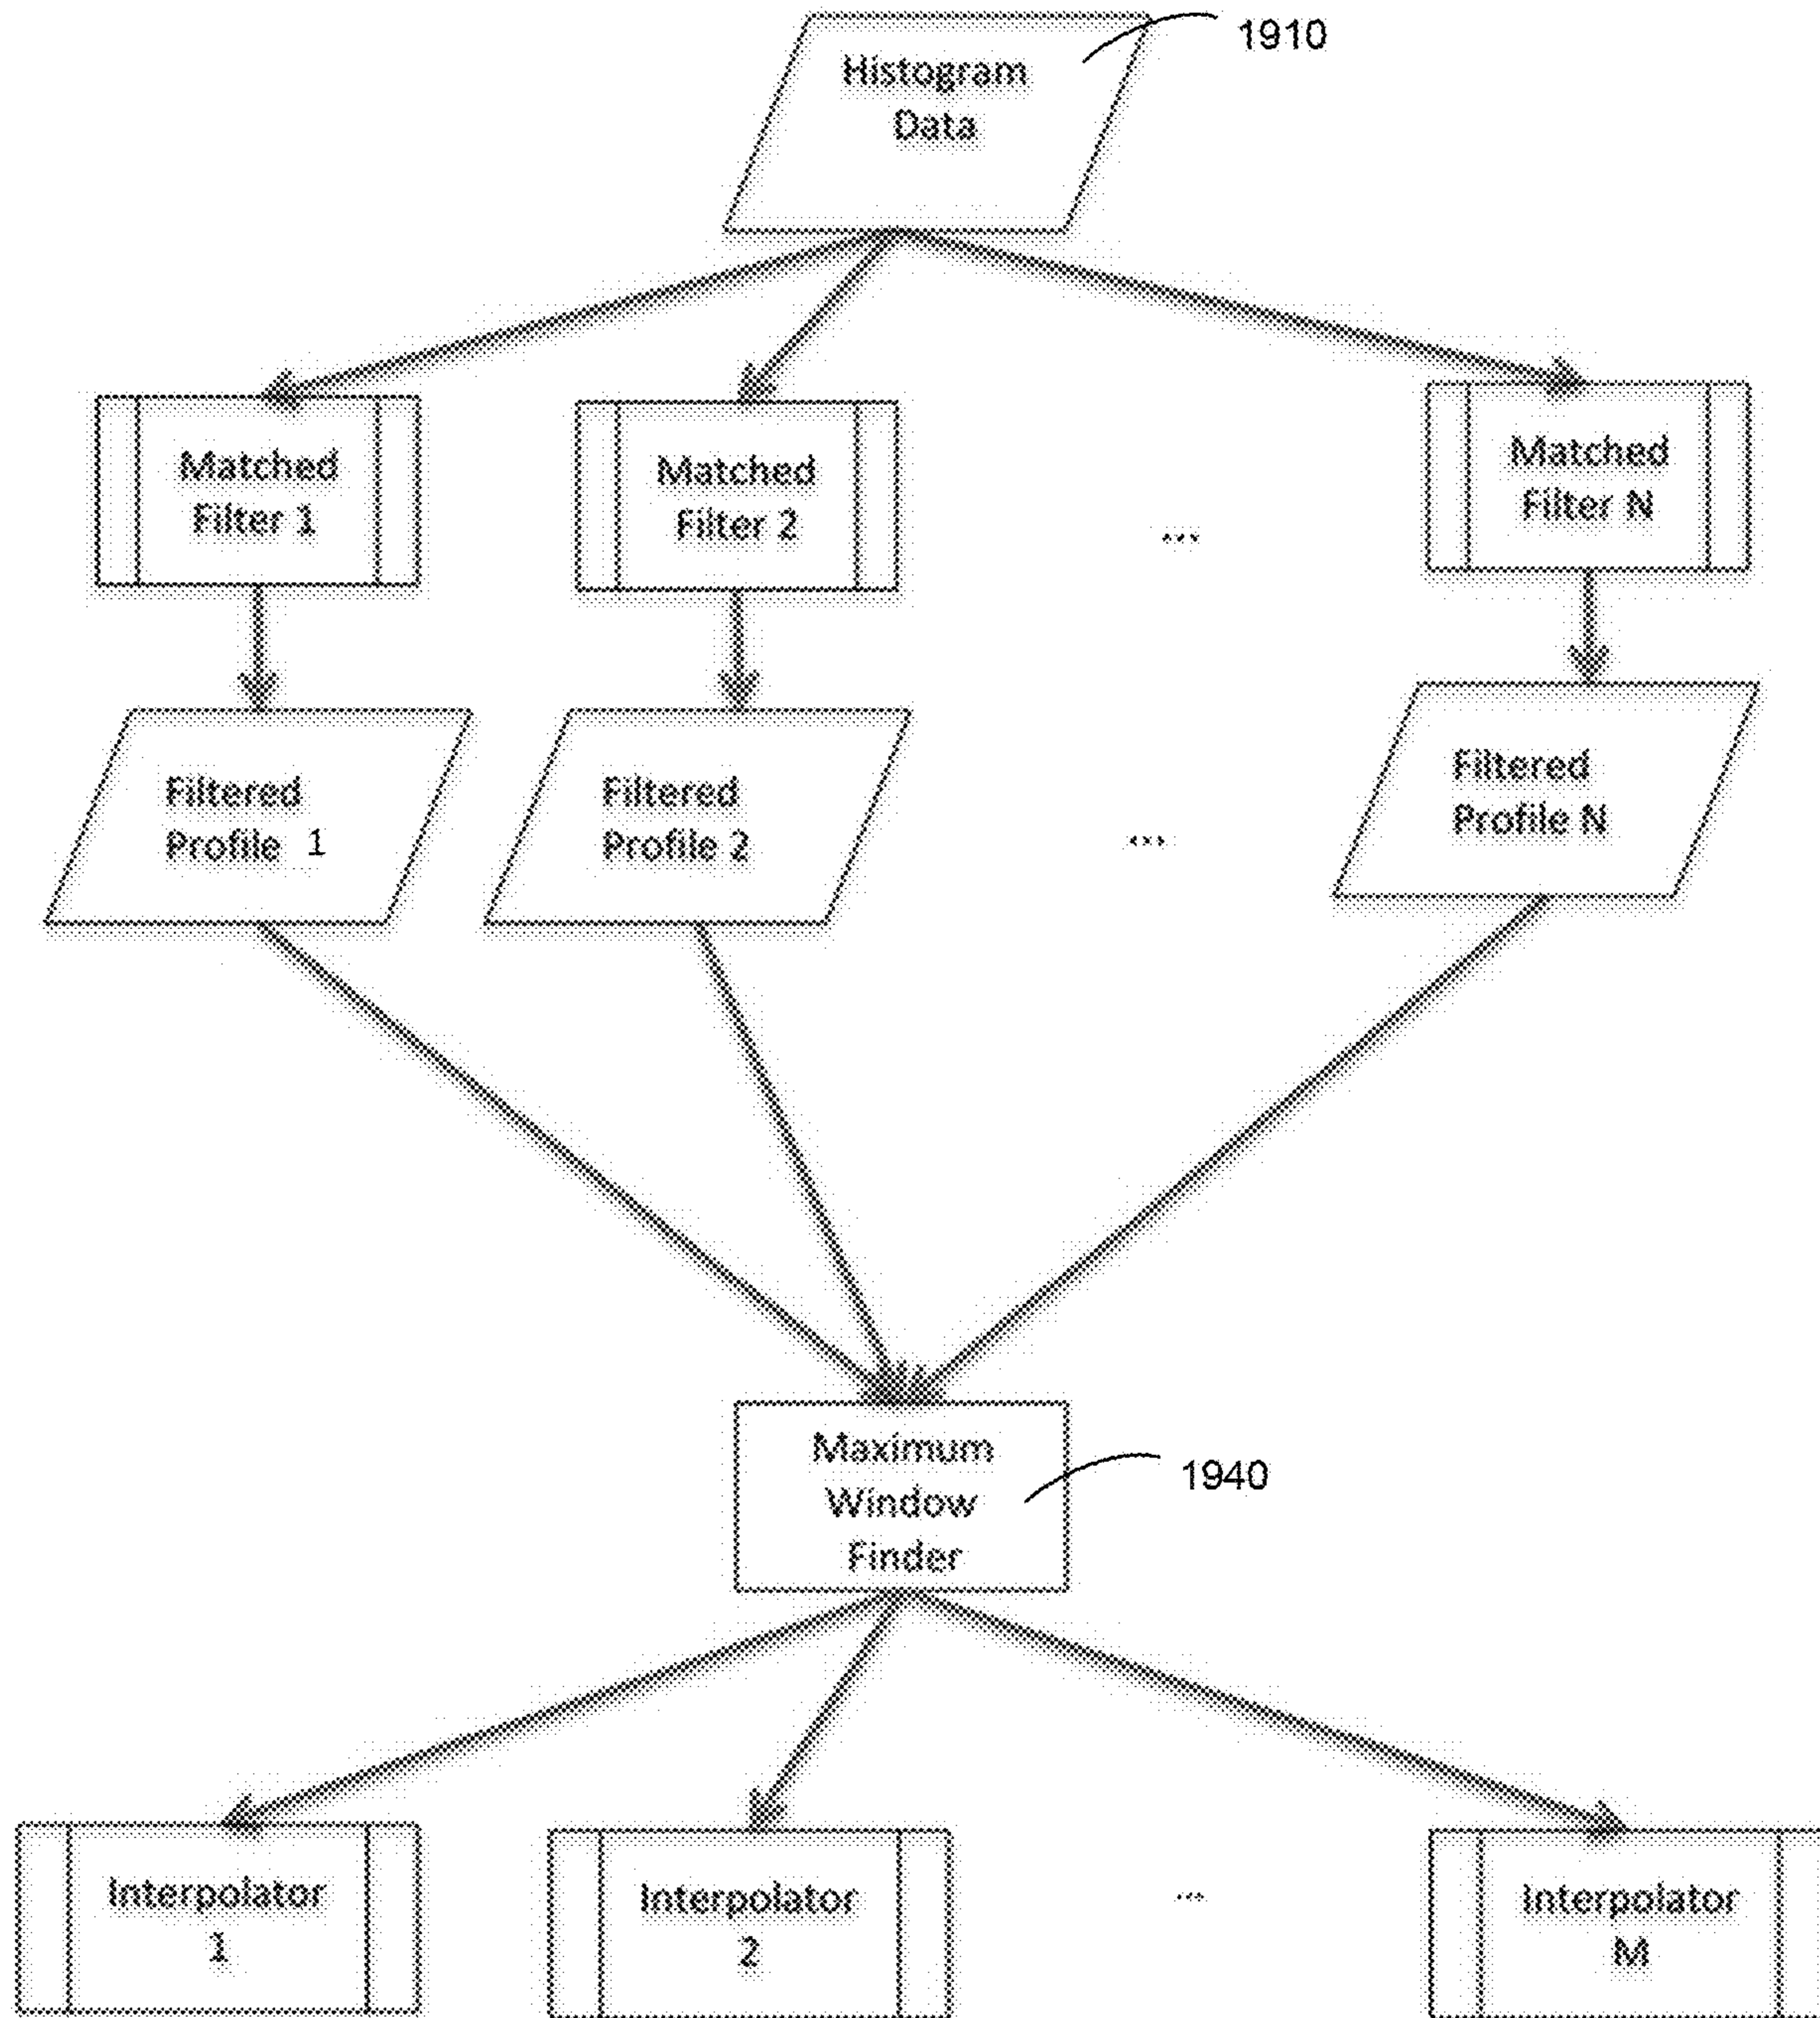 Histogram
Data
1910
Matched
Filter 1
Matched
Filter 2
...
Matched
Filter N
Filtered
Profile 1
Filtered
Profile 2
...
Filtered
Profile N
Maximum
Window
Finder
1940
Interpolator
1
Interpolator
2
...
Interpolator
M